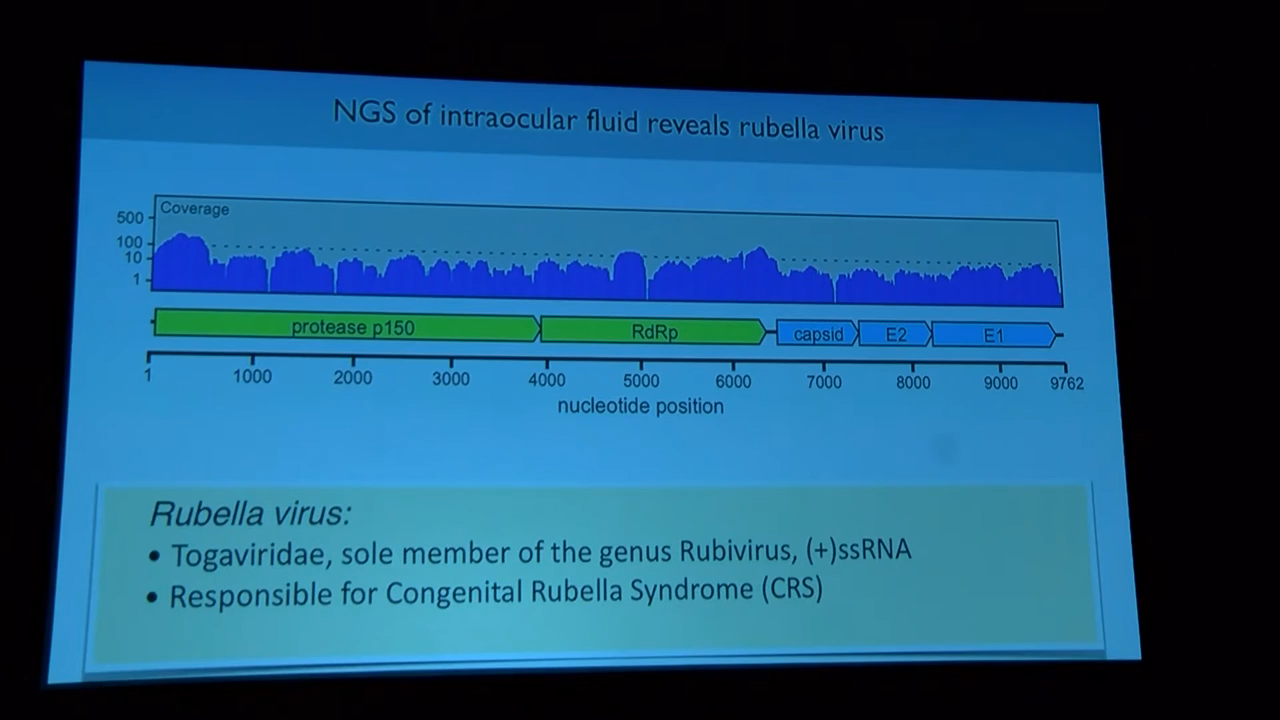 NGS of intraocular fluid reveals rubella virus
Coverage
500
100
10
1
protease p150
RdRp
capsid
E2
E1
1 1000 2000 3000 4000 5000 6000 7000 8000 9000 9762
nucleotide position
Rubella virus:
• Togaviridae, sole member of the genus Rubivirus, (+)ssRNA
• Responsible for Congenital Rubella Syndrome (CRS)